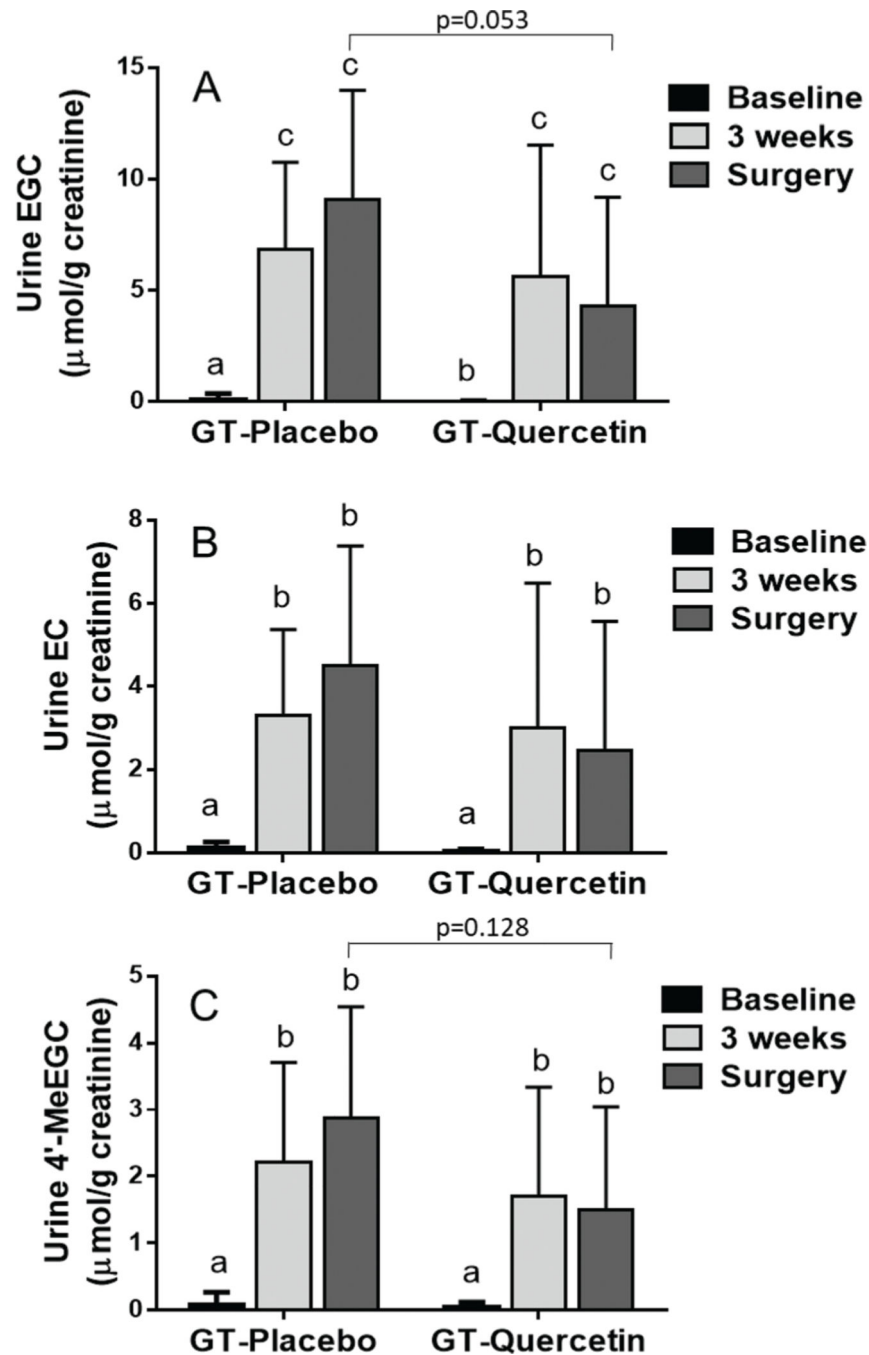 p=0.053
A
Urine EGC
(μmol/g creatinine)
15
10
5
0
a
c
c
b
c
c
GT-Placebo
GT-Quercetin
Baseline
3 weeks
Surgery
B
Urine EC
(μmol/g creatinine)
8
6
4
2
0
a
b
b
a
b
b
GT-Placebo
GT-Quercetin
Baseline
3 weeks
Surgery
p=0.128
C
Urine 4'-MeEGC
(μmol/g creatinine)
5
4
3
2
1
0
a
b
b
a
b
b
GT-Placebo
GT-Quercetin
Baseline
3 weeks
Surgery